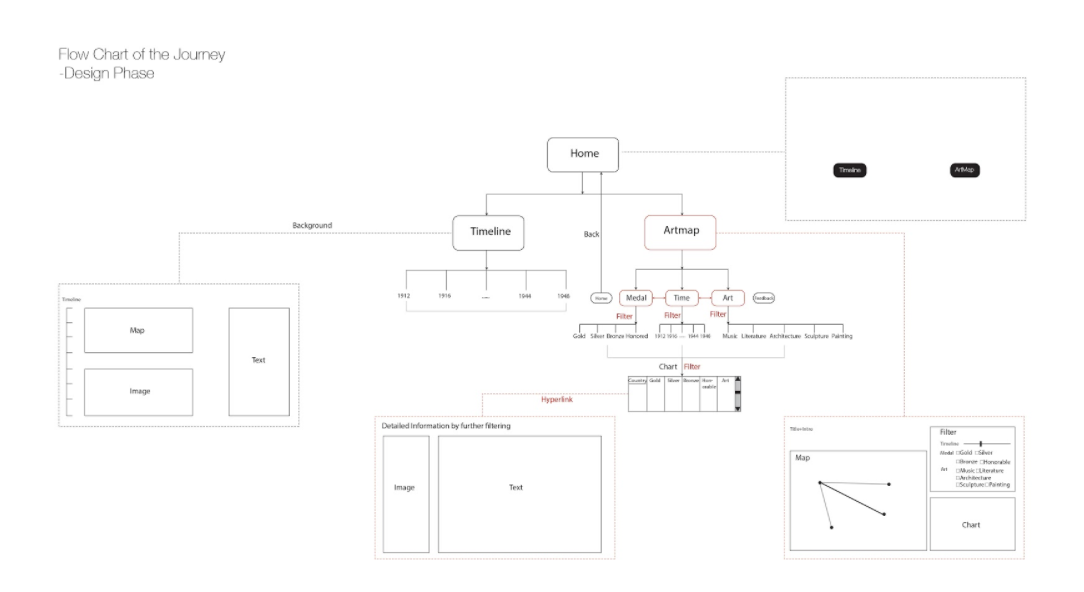 Flow Chart of the Journey
-Design Phase
Home
Timeline
ArtMap
Timeline
Artmap
Background
Back
1912
1916
----
1944
1948
Home
Medal
Time
Art
Feedback
Filter
Filter
Filter
Gold Silver Bronze Honored
1912 1916 --- 1944 1948
Music Literature Architecture Sculpture Painting
Chart Filter
Country Gold Silver Bronze Honorable Art
Hyperlink
Timeline
Map
Image
Text
Detailed Information by further filtering
Image
Text
Map
Filter
Timeline
Medal □Gold □Silver
□Bronze □Honorable
Art □Music □Literature
□Architecture
□Sculpture □Painting
Chart